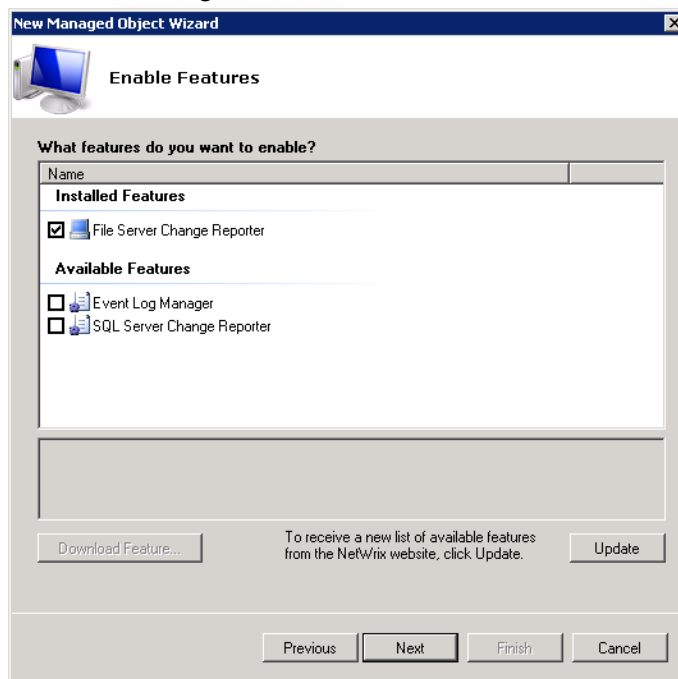 New Managed Object Wizard
Enable Features
What features do you want to enable?
Name
Installed Features
File Server Change Reporter
Available Features
Event Log Manager
SQL Server Change Reporter
To receive a new list of available features
Download Feature...
from the NetWrix website, click Update.
Update
Previous
Next
Finish
Cancel